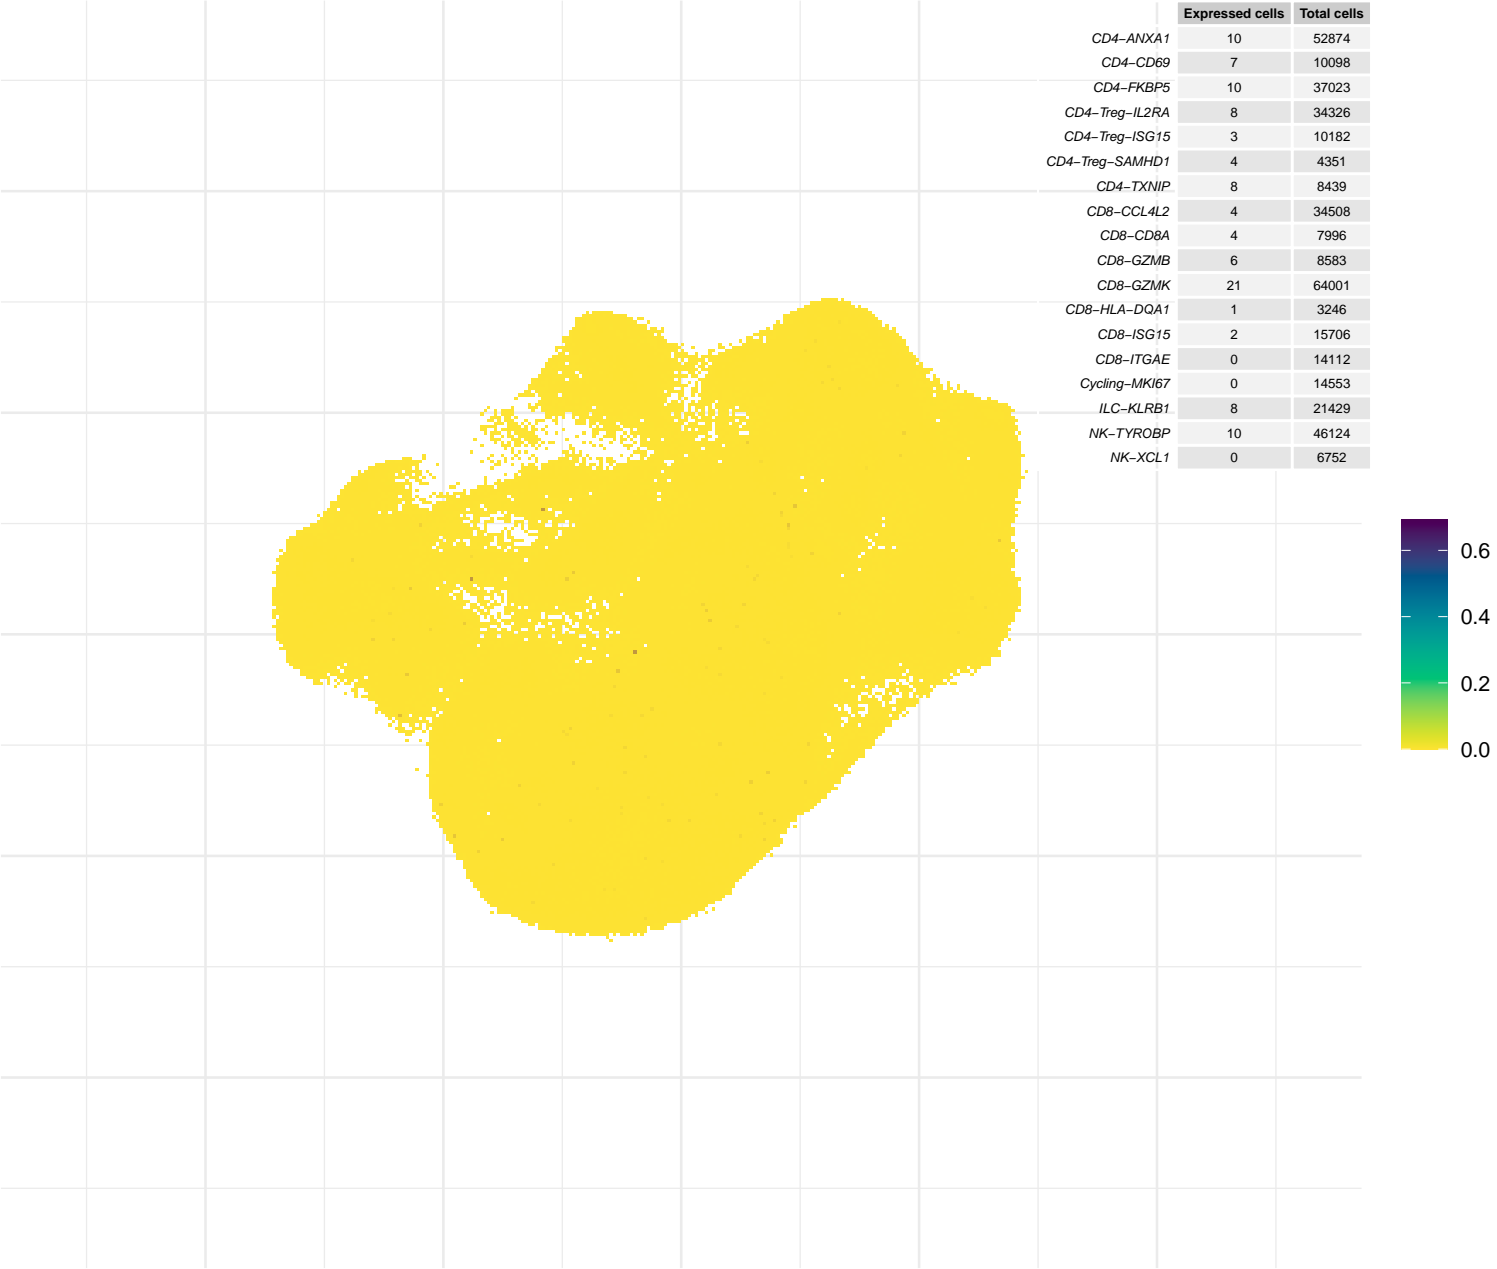 Expressed cells Total cells
CD4−ANXA1 10 52874
CD4−CD69 7 10098
CD4−FKBP5 10 37023
CD4−Treg−IL2RA 8 34326
CD4−Treg−ISG15 3 10182
CD4−Treg−SAMHD1 4 4351
CD4−TXNIP 8 8439
CD8−CCL4L2 4 34508
CD8−CD8A 4 7996
CD8−GZMB 6 8583
CD8−GZMK 21 64001
CD8−HLA−DQA1 1 3246
CD8−ISG15 2 15706
CD8−ITGAE 0 14112
Cycling−MKI67 0 14553
ILC−KLRB1 8 21429
NK−TYROBP 10 46124
NK−XCL1 0 6752
0.6
0.4
0.2
0.0